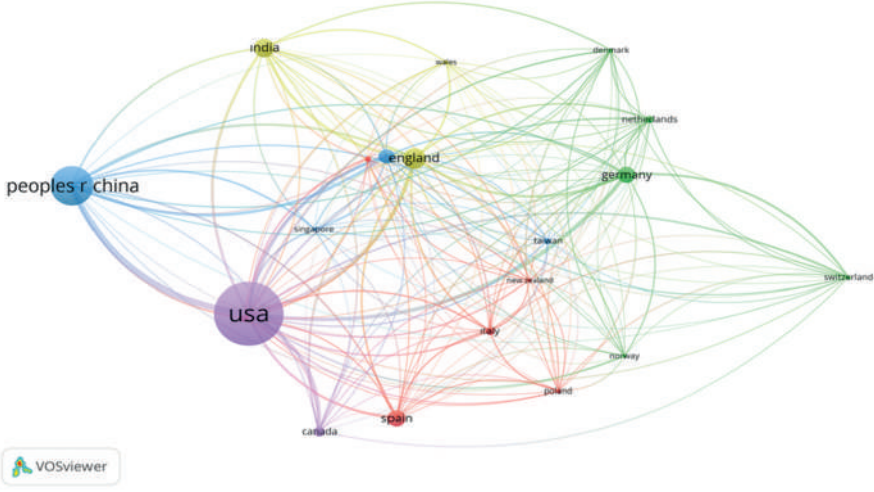 india
denmark
wales
netherlands
england
germany
peoples r china
singapore
taiwan
switzerland
new zealand
usa
italy
norway
poland
spain
canada
VOSviewer